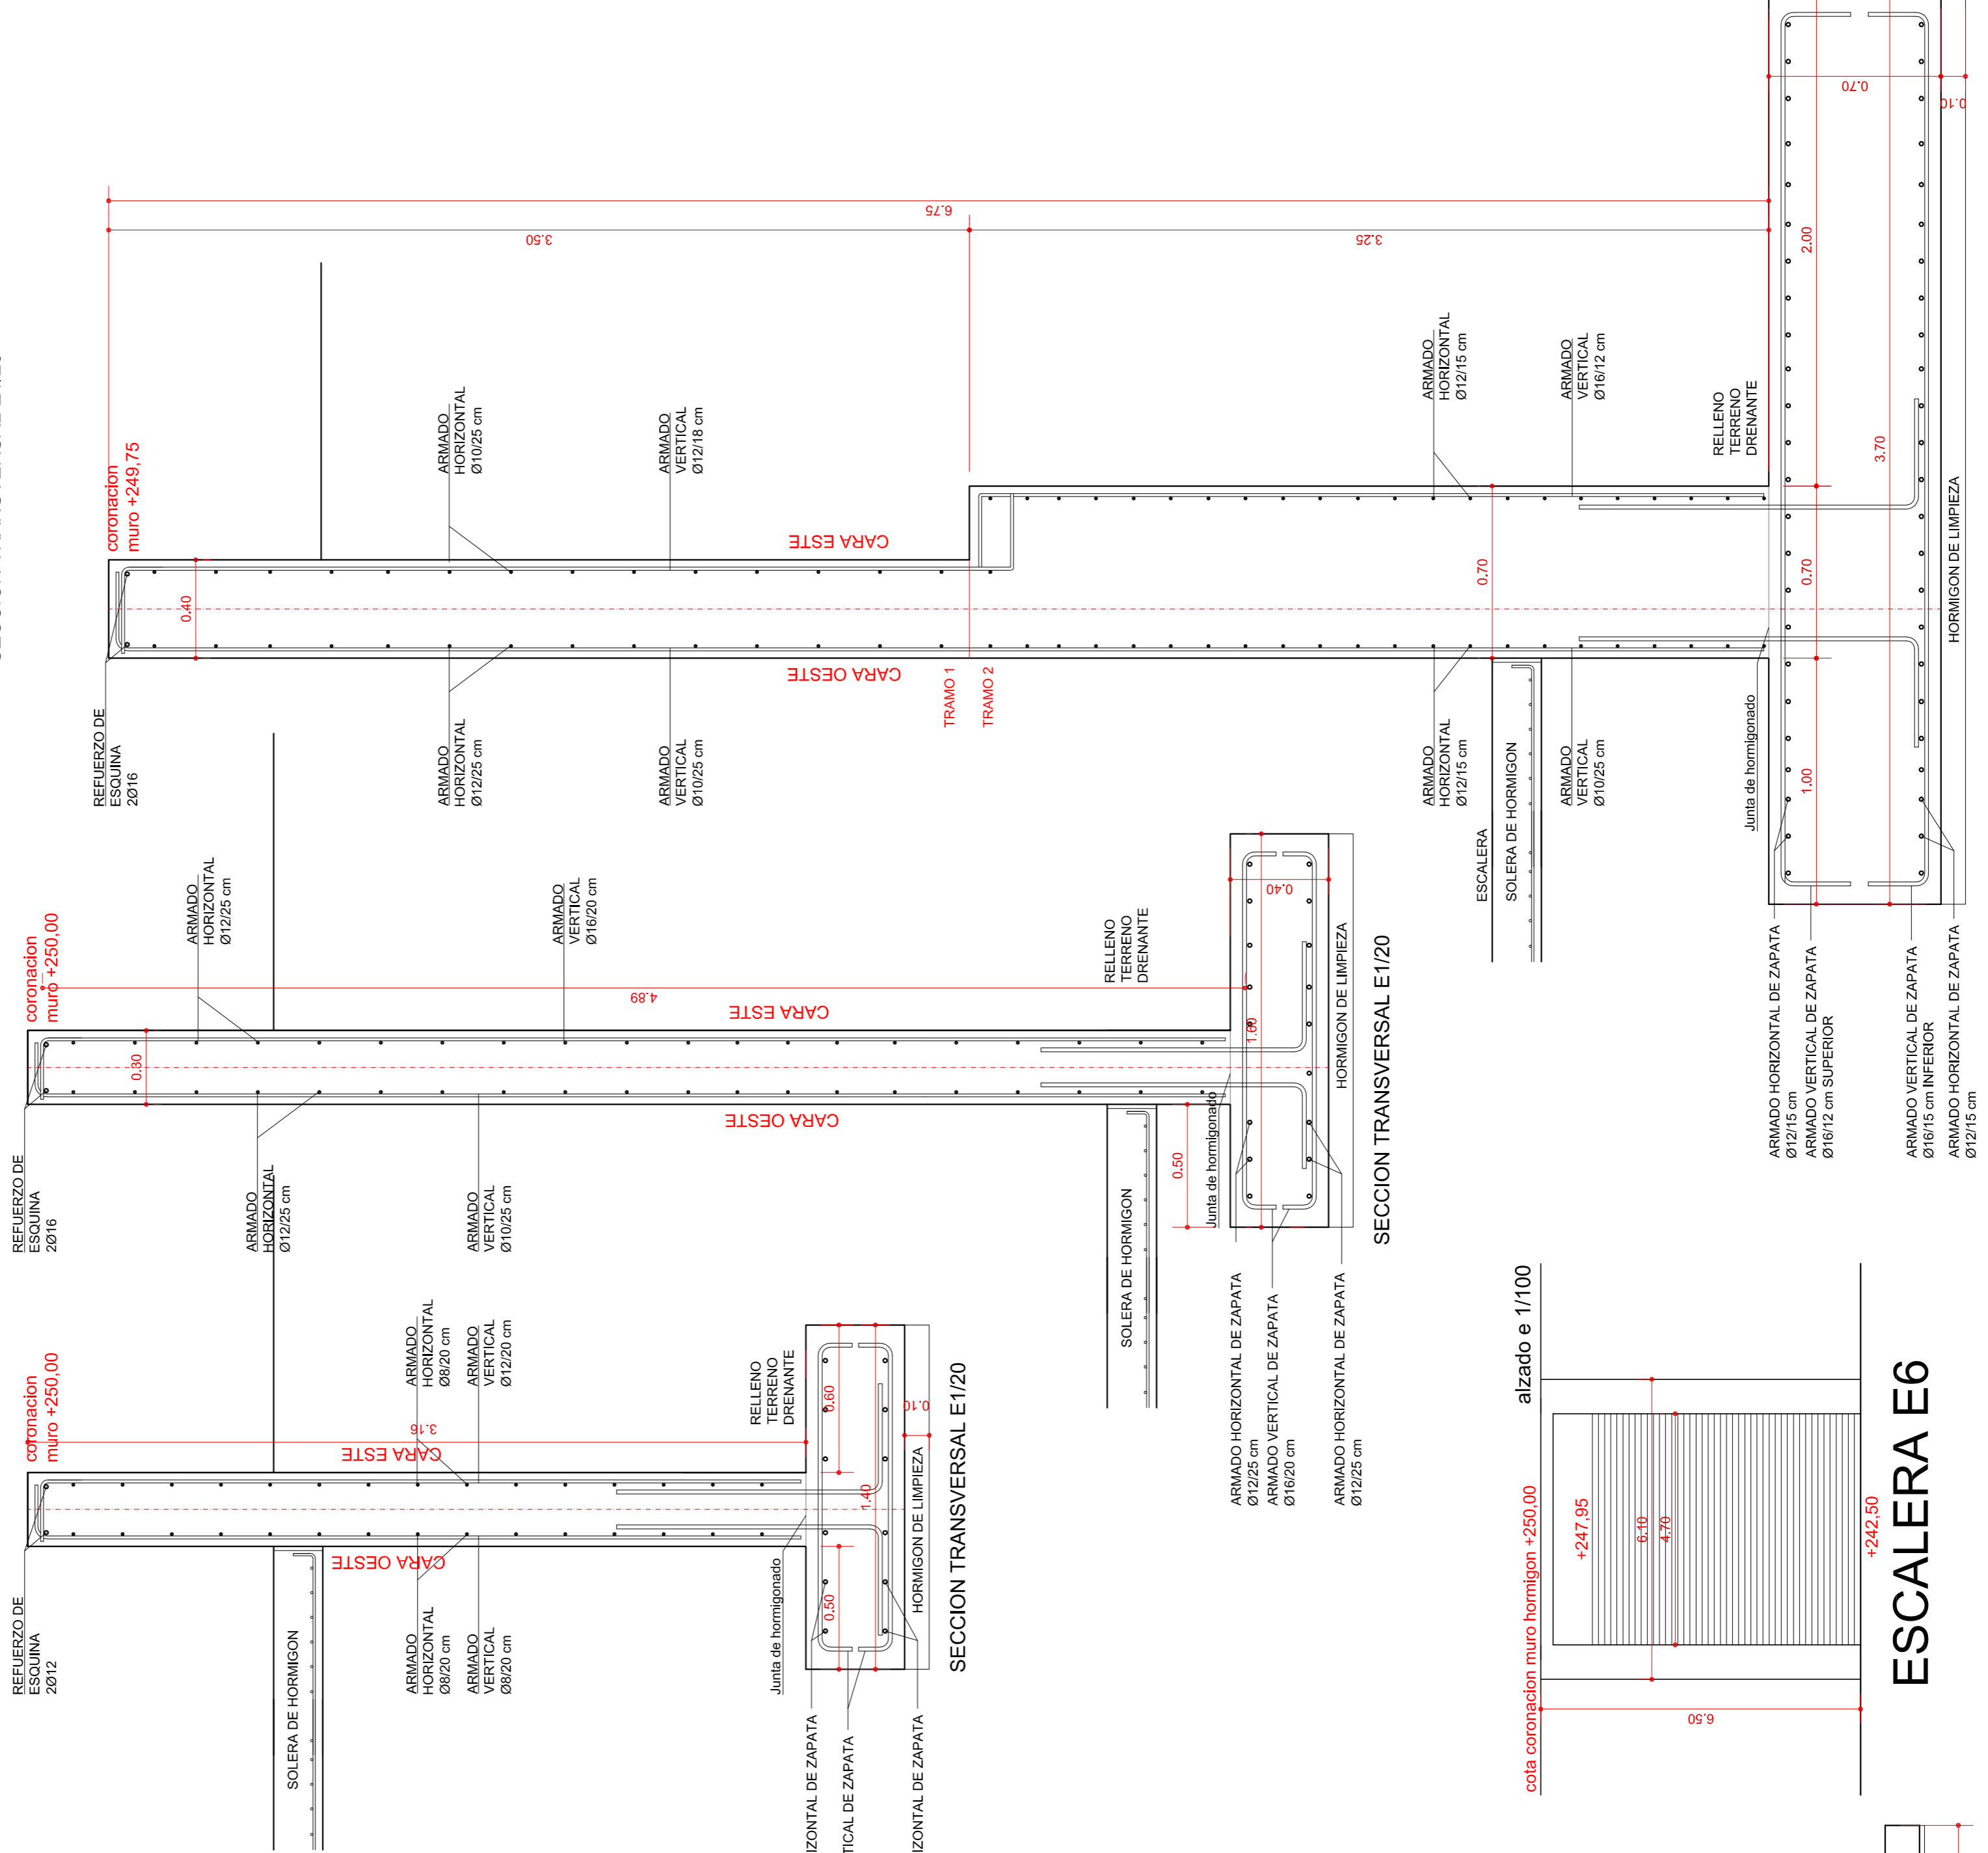 coronacion
muro +249,75
6.75
3.50
3.25
0.40
ARMADO
HORIZONTAL
Ø10/25 cm
ARMADO
VERTICAL
Ø12/18 cm
CARA ESTE
CARA OESTE
TRAMO 1
TRAMO 2
REFUERZO DE
ESQUINA
2Ø16
ARMADO
HORIZONTAL
Ø12/25 cm
ARMADO
VERTICAL
Ø10/25 cm
ARMADO
HORIZONTAL
Ø12/15 cm
ARMADO
VERTICAL
Ø16/12 cm
RELLENO
TERRENO
DRENANTE
0.70
ARMADO
HORIZONTAL
Ø12/15 cm
ARMADO
VERTICAL
Ø10/25 cm
ESCALERA
SOLERA DE HORMIGON
Junta de hormigonado
0.70
0.10
2.00
3.70
0.70
1.00
HORMIGON DE LIMPIEZA
ARMADO HORIZONTAL DE ZAPATA
Ø12/15 cm
ARMADO VERTICAL DE ZAPATA
Ø16/12 cm SUPERIOR
ARMADO VERTICAL DE ZAPATA
Ø16/15 cm INFERIOR
ARMADO HORIZONTAL DE ZAPATA
Ø12/15 cm
coronacion
muro +250,00
0.30
4.89
ARMADO
HORIZONTAL
Ø12/25 cm
ARMADO
VERTICAL
Ø16/20 cm
CARA ESTE
CARA OESTE
REFUERZO DE
ESQUINA
2Ø16
ARMADO
HORIZONTAL
Ø12/25 cm
ARMADO
VERTICAL
Ø10/25 cm
RELLENO
TERRENO
DRENANTE
0.40
1.60
0.50
Junta de hormigonado
SOLERA DE HORMIGON
HORMIGON DE LIMPIEZA
SECCION TRANSVERSAL E1/20
ARMADO HORIZONTAL DE ZAPATA
Ø12/25 cm
ARMADO VERTICAL DE ZAPATA
Ø16/20 cm
ARMADO HORIZONTAL DE ZAPATA
Ø12/25 cm
coronacion
muro +250,00
3.16
ARMADO
HORIZONTAL
Ø8/20 cm
ARMADO
VERTICAL
Ø12/20 cm
CARA ESTE
CARA OESTE
REFUERZO DE
ESQUINA
2Ø12
ARMADO
HORIZONTAL
Ø8/20 cm
ARMADO
VERTICAL
Ø8/20 cm
SOLERA DE HORMIGON
RELLENO
TERRENO
DRENANTE
0.60
0.10
1.40
0.50
Junta de hormigonado
HORMIGON DE LIMPIEZA
SECCION TRANSVERSAL E1/20
IZONTAL DE ZAPATA
TICAL DE ZAPATA
IZONTAL DE ZAPATA
alzado e 1/100
cota coronacion muro hormigon +250,00
+247,95
6.10
4.70
6.50
+242,50
ESCALERA E6